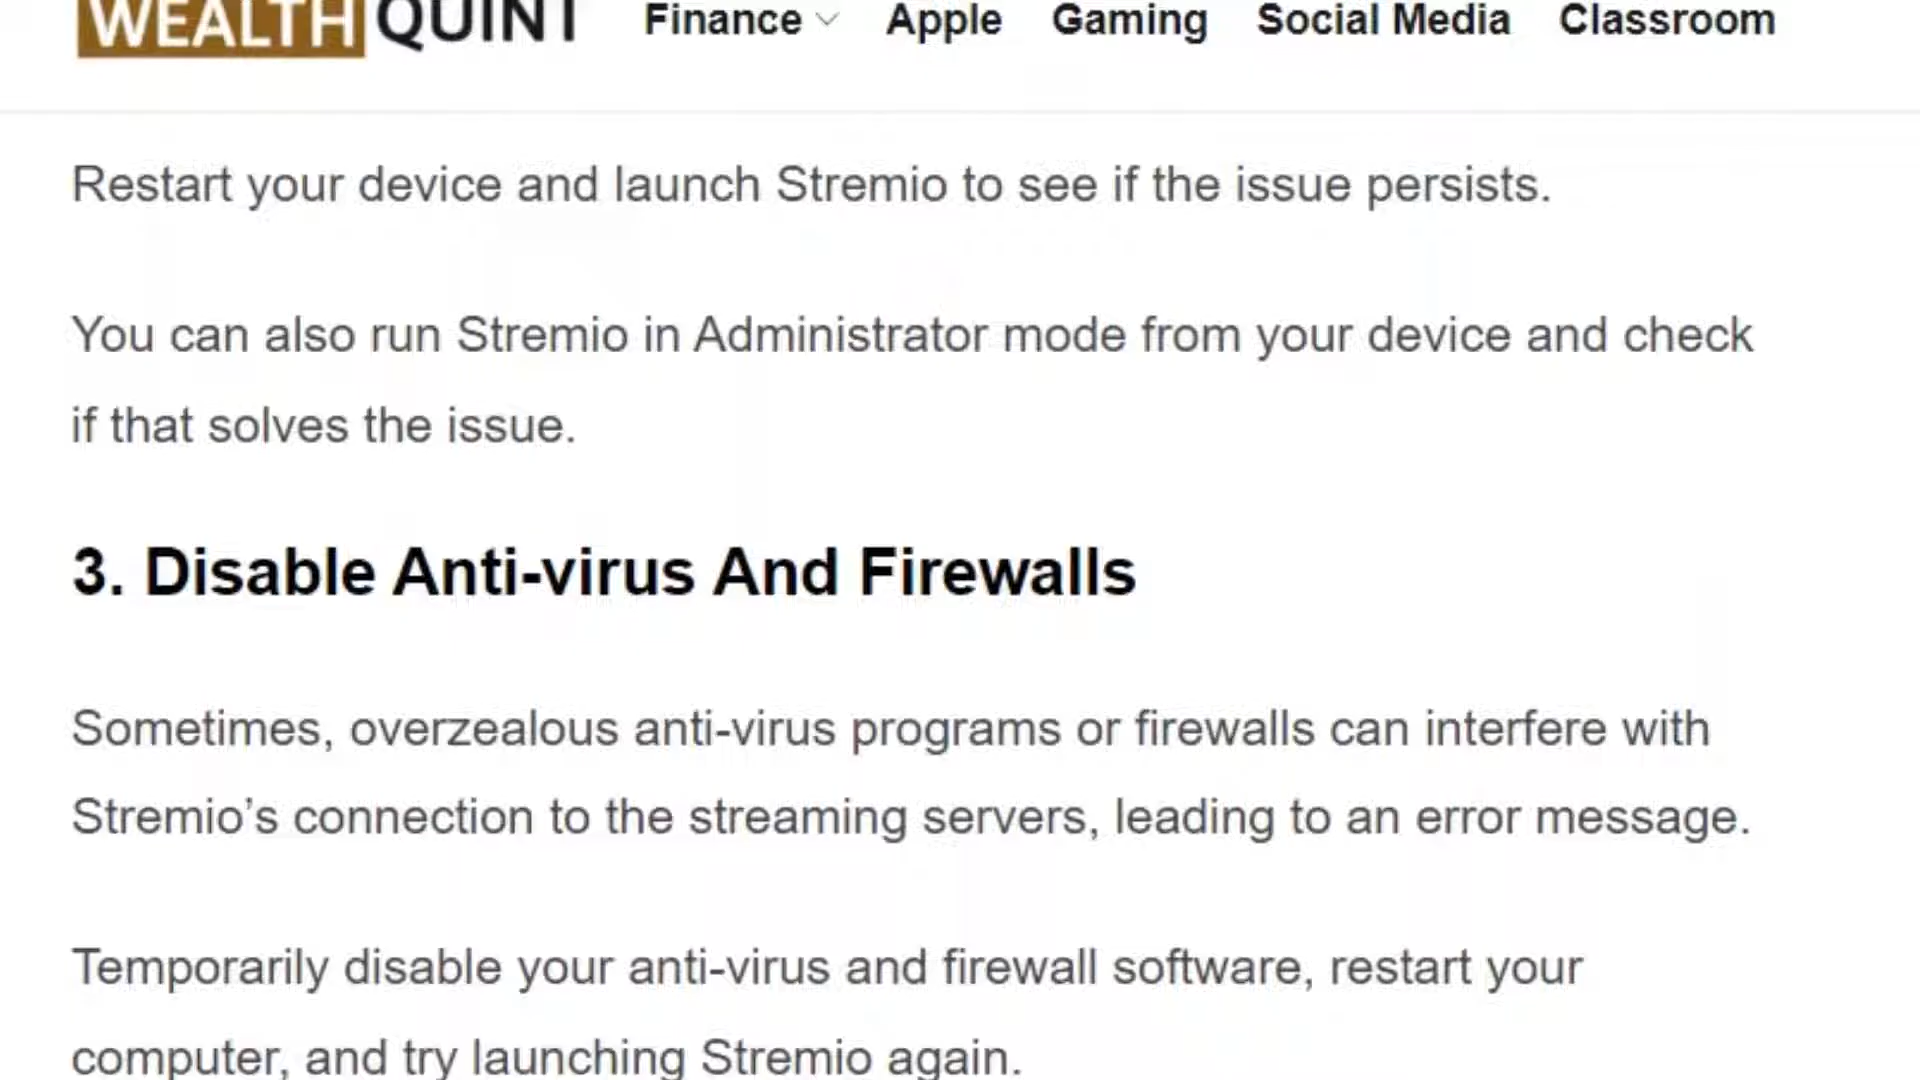 WEALTH QUINT Finance Apple Gaming Social Media Classroom
Restart your device and launch Stremio to see if the issue persists.
You can also run Stremio in Administrator mode from your device and check
if that solves the issue.
3. Disable Anti-virus And Firewalls
Sometimes, overzealous anti-virus programs or firewalls can interfere with
Stremio’s connection to the streaming servers, leading to an error message.
Temporarily disable your anti-virus and firewall software, restart your
computer, and try launching Stremio again.